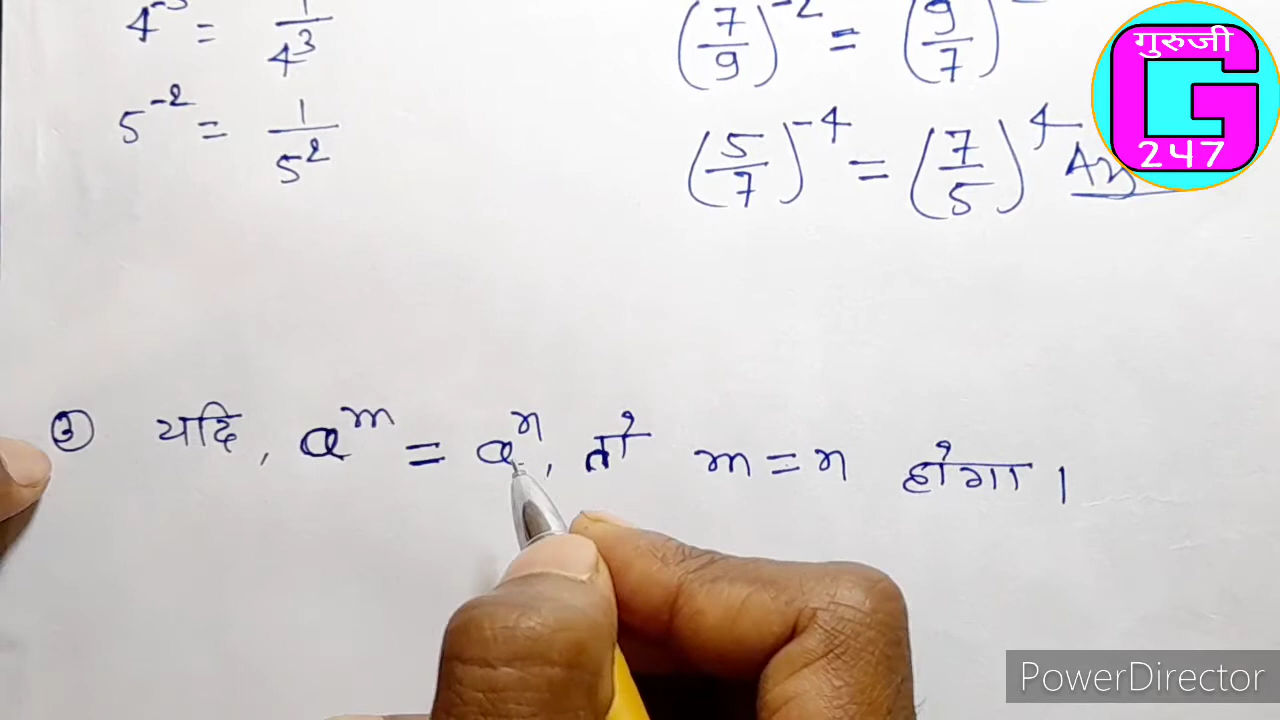 4⁻³ = 1/4³
(7/9)⁻² = (9/7)
5⁻² = 1/5²
(5/7)⁻⁴ = (7/5)⁴
③ यदि, aᵐ = aⁿ, तो m = n होगा।
गुरुजी
G
247
PowerDirector